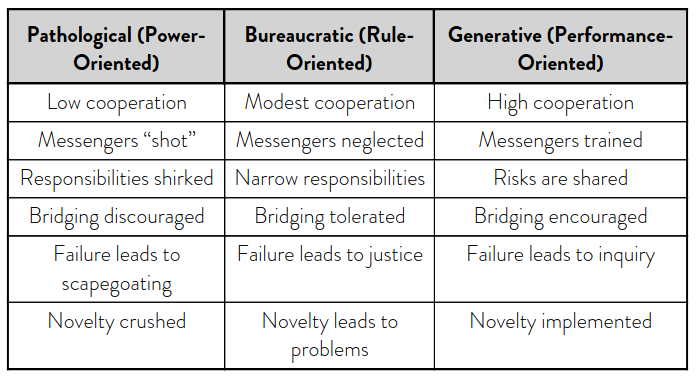 Pathological (Power-Oriented) Bureaucratic (Rule-Oriented) Generative (Performance-Oriented)
Low cooperation Modest cooperation High cooperation
Messengers “shot” Messengers neglected Messengers trained
Responsibilities shirked Narrow responsibilities Risks are shared
Bridging discouraged Bridging tolerated Bridging encouraged
Failure leads to scapegoating Failure leads to justice Failure leads to inquiry
Novelty crushed Novelty leads to problems Novelty implemented